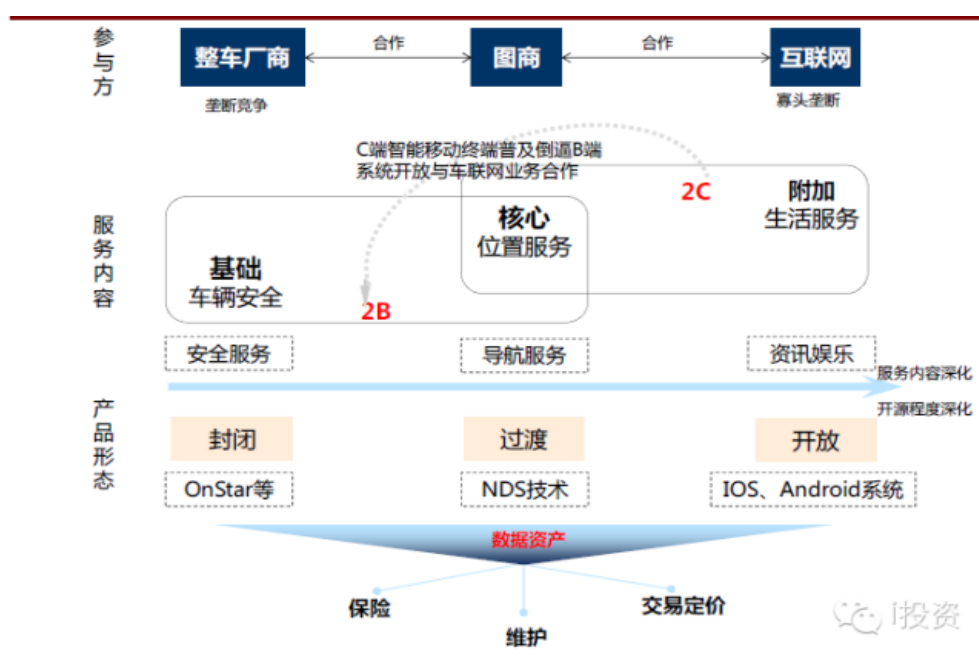 参与方
整车厂商
合作
图商
合作
互联网
垄断竞争
寡头垄断
C端智能移动终端普及倒逼B端
系统开放与车联网业务合作
服务内容
2C
附加
生活服务
核心
位置服务
基础
车辆安全
2B
安全服务
导航服务
资讯娱乐
服务内容深化
开源程度深化
产品形态
封闭
过渡
开放
OnStar等
NDS技术
IOS、Android系统
数据资产
保险
维护
交易定价
i投资